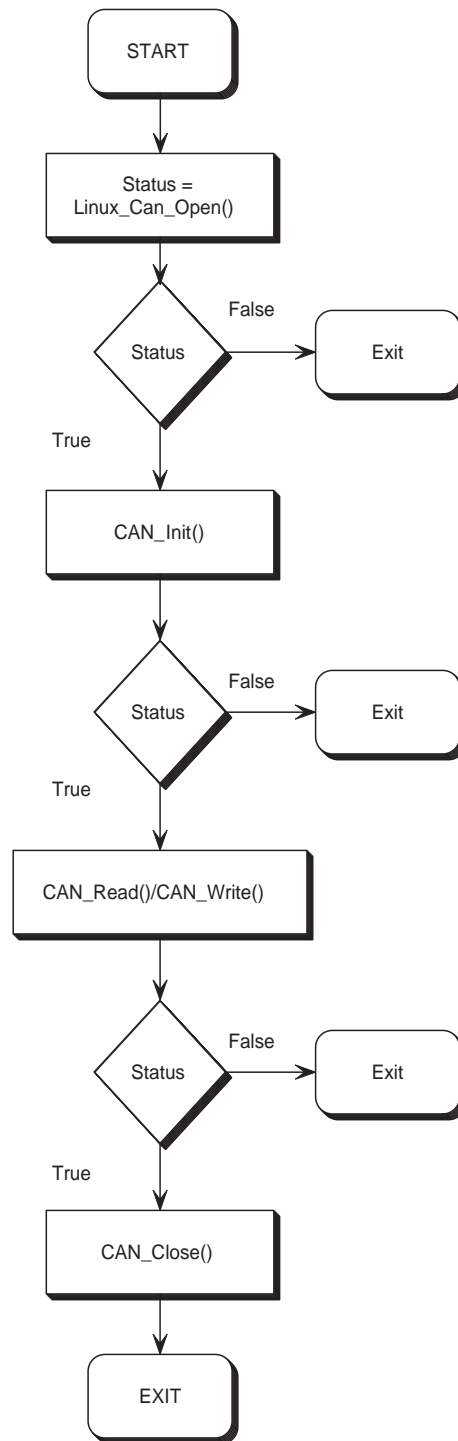 START
Status =
Linux_Can_Open()
Status
False
Exit
True
CAN_Init()
Status
False
Exit
True
CAN_Read()/CAN_Write()
Status
False
Exit
True
CAN_Close()
EXIT